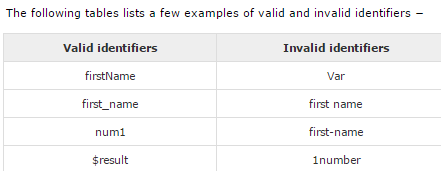 The following tables lists a few examples of valid and invalid identifiers −
Valid identifiers Invalid identifiers
firstName Var
first_name first name
num1 first-name
$result 1number